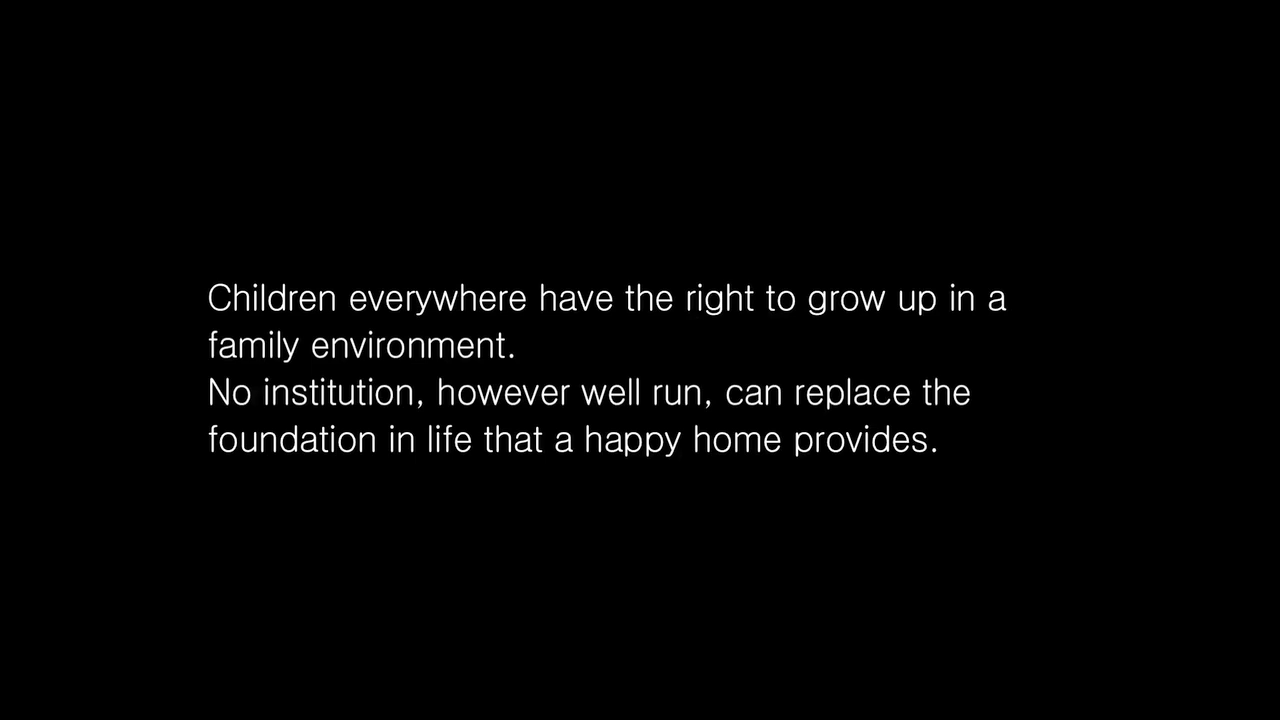 Children everywhere have the right to grow up in a
family environment.
No institution, however well run, can replace the
foundation in life that a happy home provides.